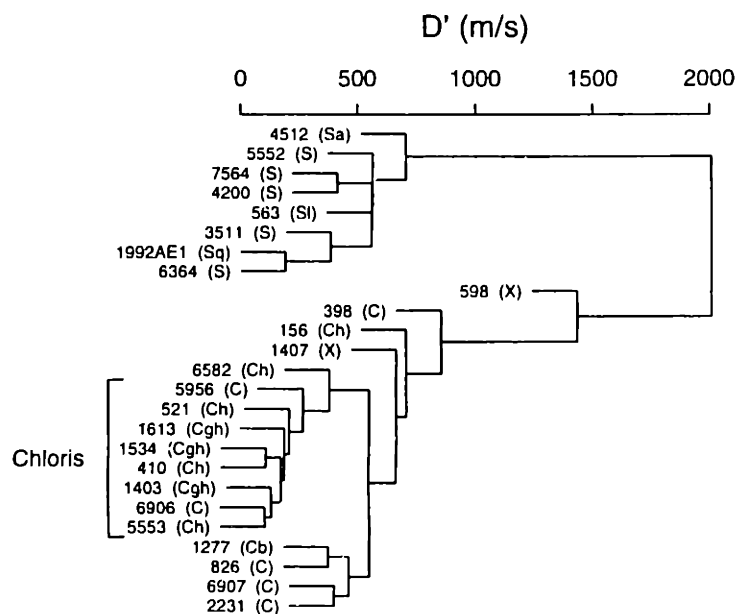 D' (m/s)
0 500 1000 1500 2000
4512 (Sa)
5552 (S)
7564 (S)
4200 (S)
563 (Sl)
3511 (S)
1992AE1 (Sq)
6364 (S)
598 (X)
398 (C)
156 (Ch)
1407 (X)
6582 (Ch)
5956 (C)
521 (Ch)
1613 (Cgh)
1534 (Cgh)
Chloris
410 (Ch)
1403 (Cgh)
6906 (C)
5553 (Ch)
1277 (Cb)
826 (C)
6907 (C)
2231 (C)